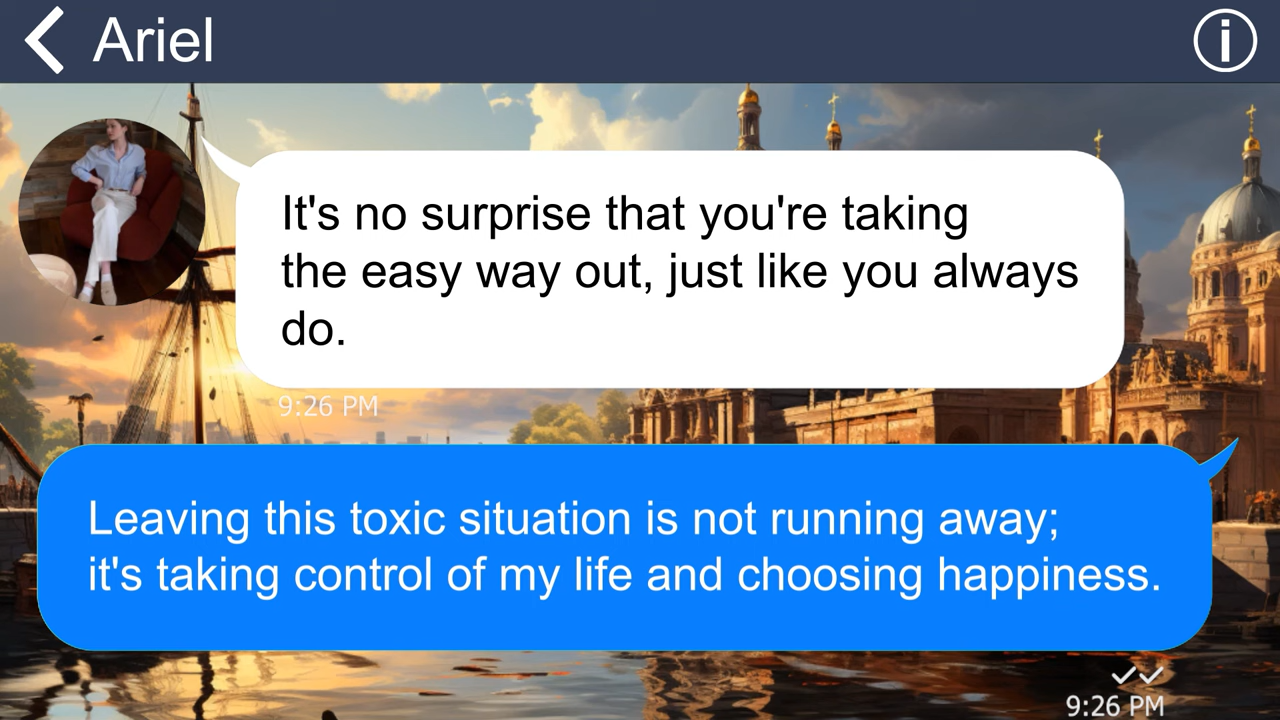 Ariel
It's no surprise that you're taking
the easy way out, just like you always
do.
9:26 PM
Leaving this toxic situation is not running away;
it's taking control of my life and choosing happiness.
9:26 PM